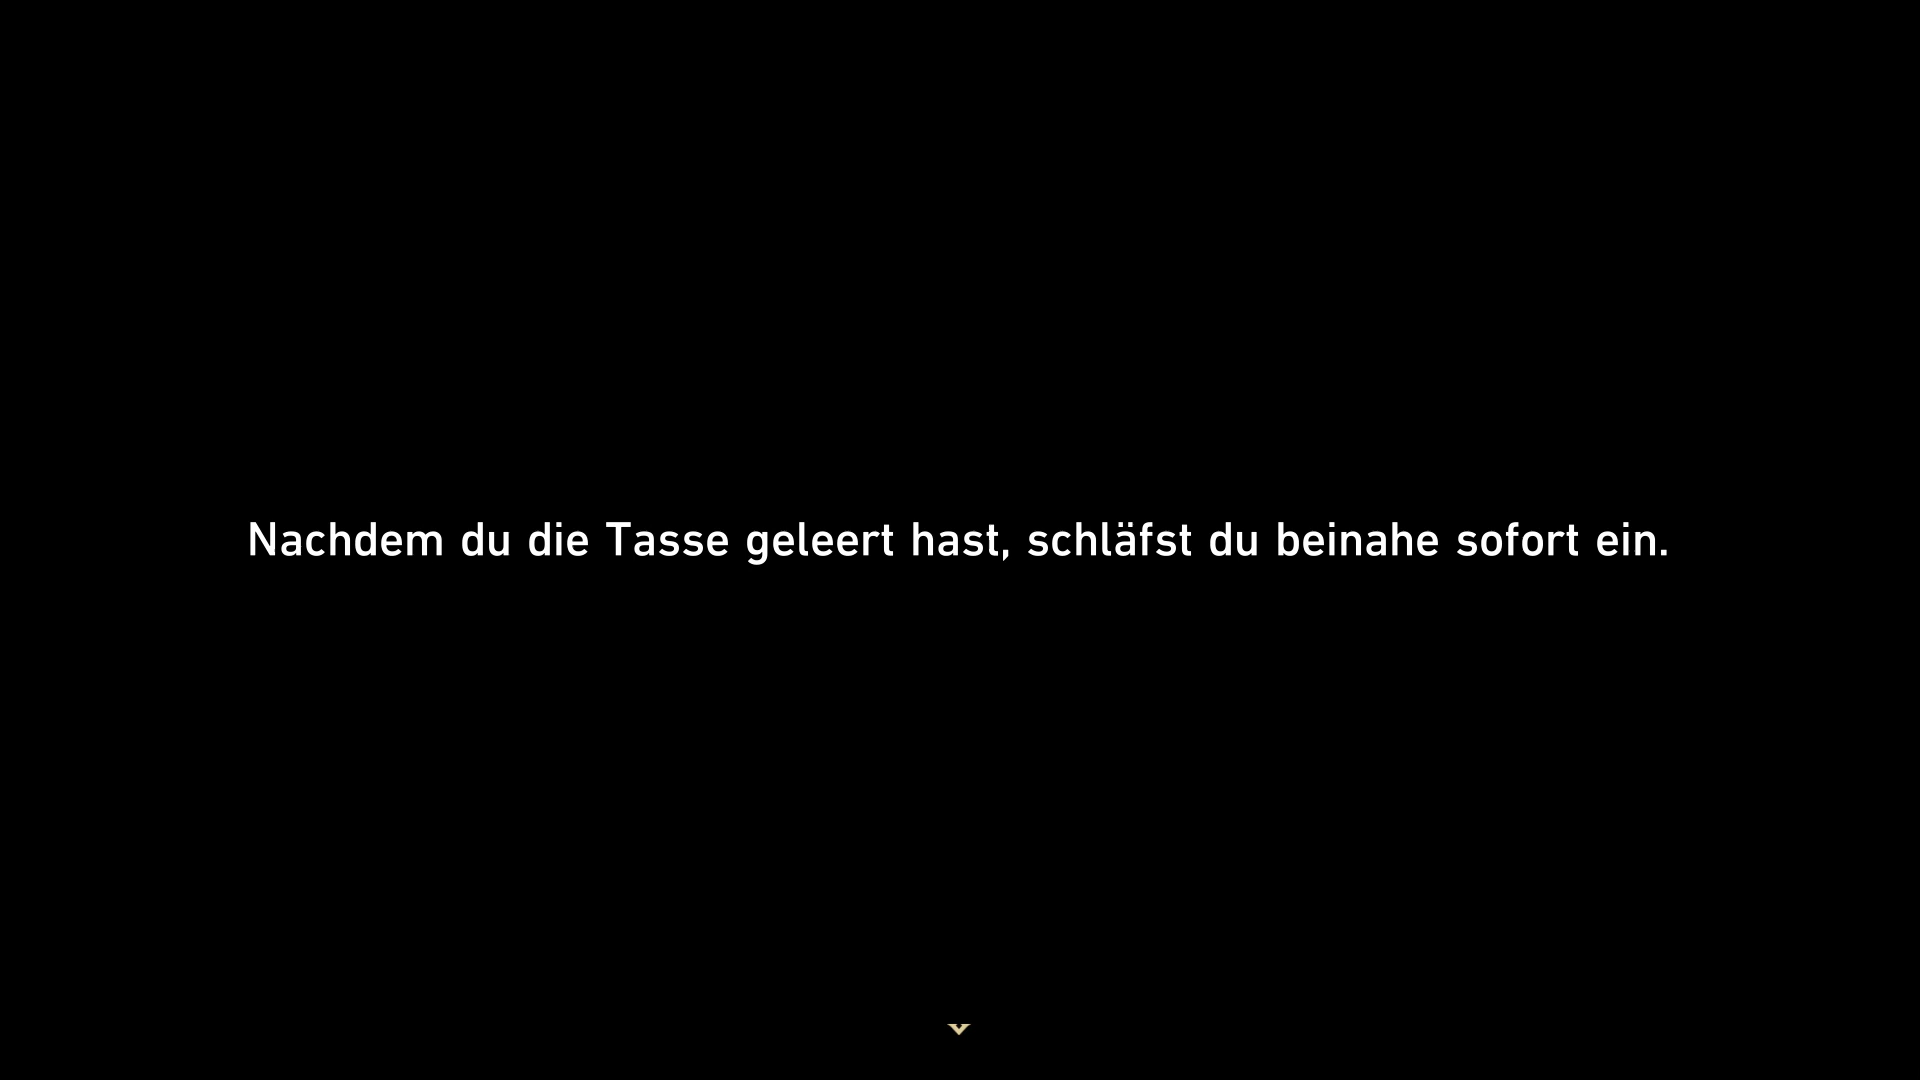 Nachdem du die Tasse geleert hast, schläfst du beinahe sofort ein.